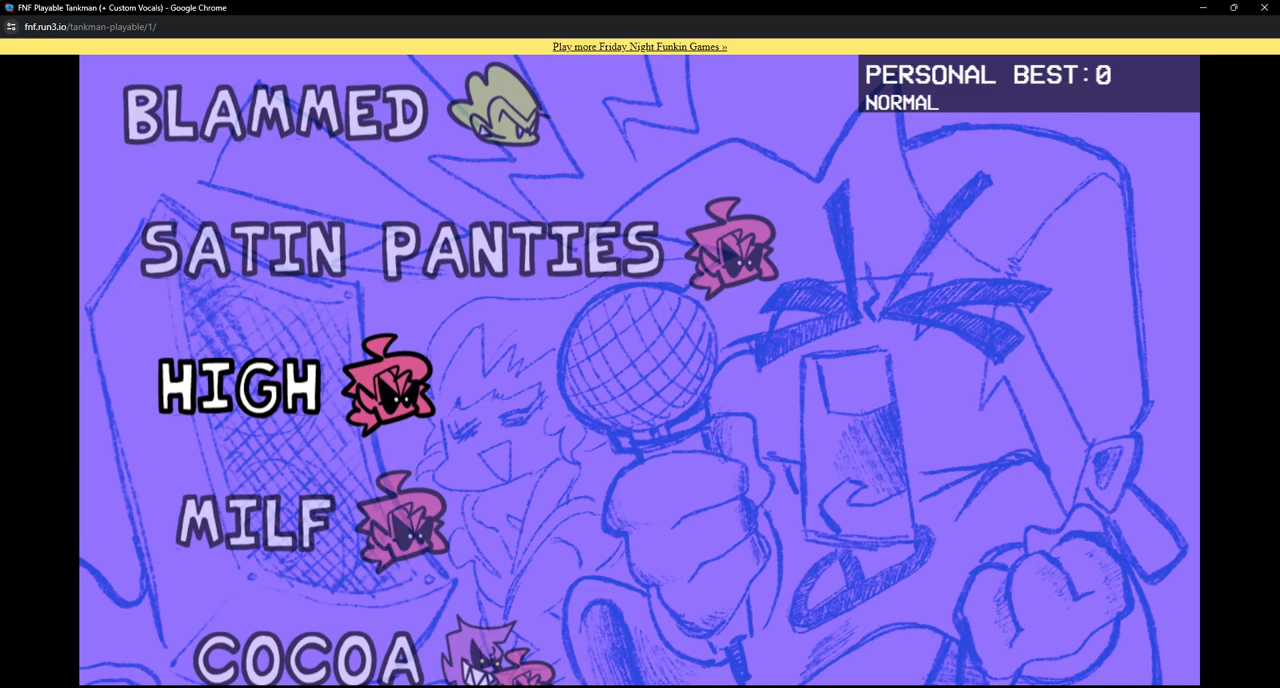 FNF Playable Tankman (+ Custom Vocals) - Google Chrome
fnf.run3.io/tankman-playable/1/
Play more Friday Night Funkin Games »
PERSONAL BEST:0
NORMAL
BLAMMED
SATIN PANTIES
HIGH
MILF
COCOA